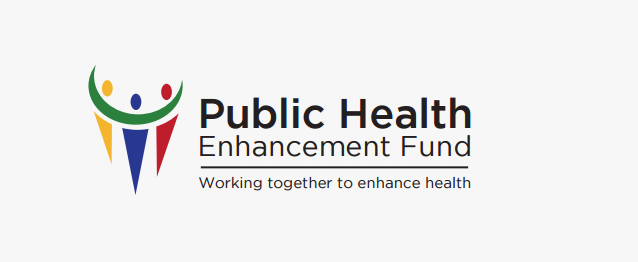 Public Health
Enhancement Fund
Working together to enhance health